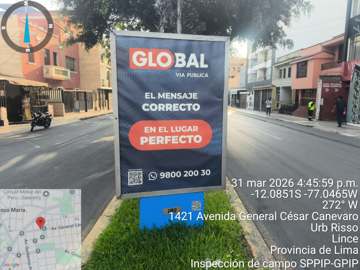 GLOBAL
VIA PUBLICA
EL MENSAJE
CORRECTO
EN EL LUGAR
PERFECTO
9800 200 30
31 mar 2026 4:45:59 p.m.
-12.0851S -77.0465W
272° W
1421 Avenida General César Canevaro
Urb Risso
Lince
Provincia de Lima
Inspección de campo SPPIP-GPIP